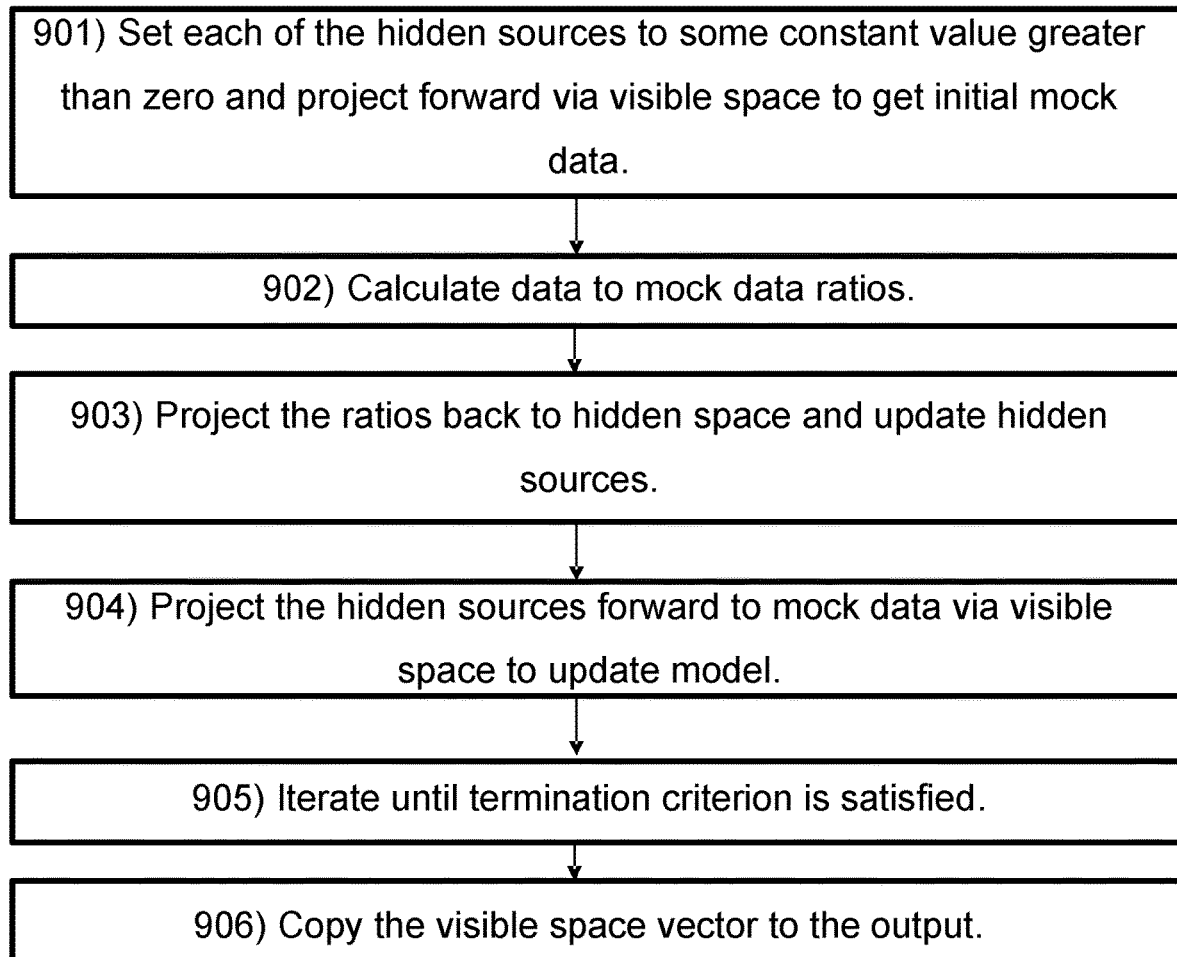 901) Set each of the hidden sources to some constant value greater
than zero and project forward via visible space to get initial mock
data.
902) Calculate data to mock data ratios.
903) Project the ratios back to hidden space and update hidden
sources.
904) Project the hidden sources forward to mock data via visible
space to update model.
905) Iterate until termination criterion is satisfied.
906) Copy the visible space vector to the output.